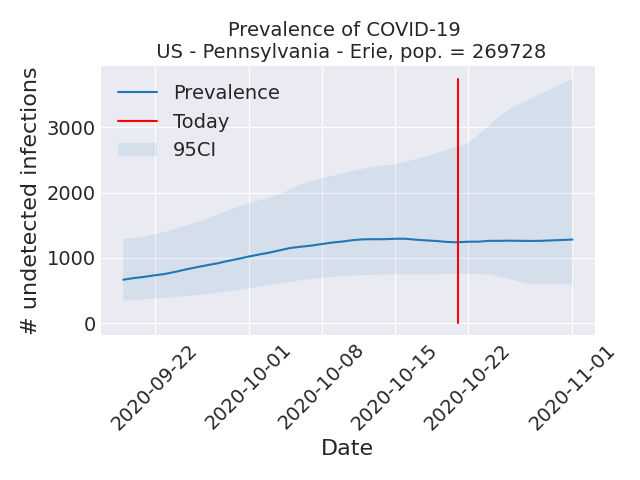 Prevalence of COVID-19
US - Pennsylvania - Erie, pop. = 269728
# undetected infections
3000
2000
1000
0
Prevalence
Today
95CI
2020-09-22
2020-10-01
2020-10-08
2020-10-15
2020-10-22
2020-11-01
Date